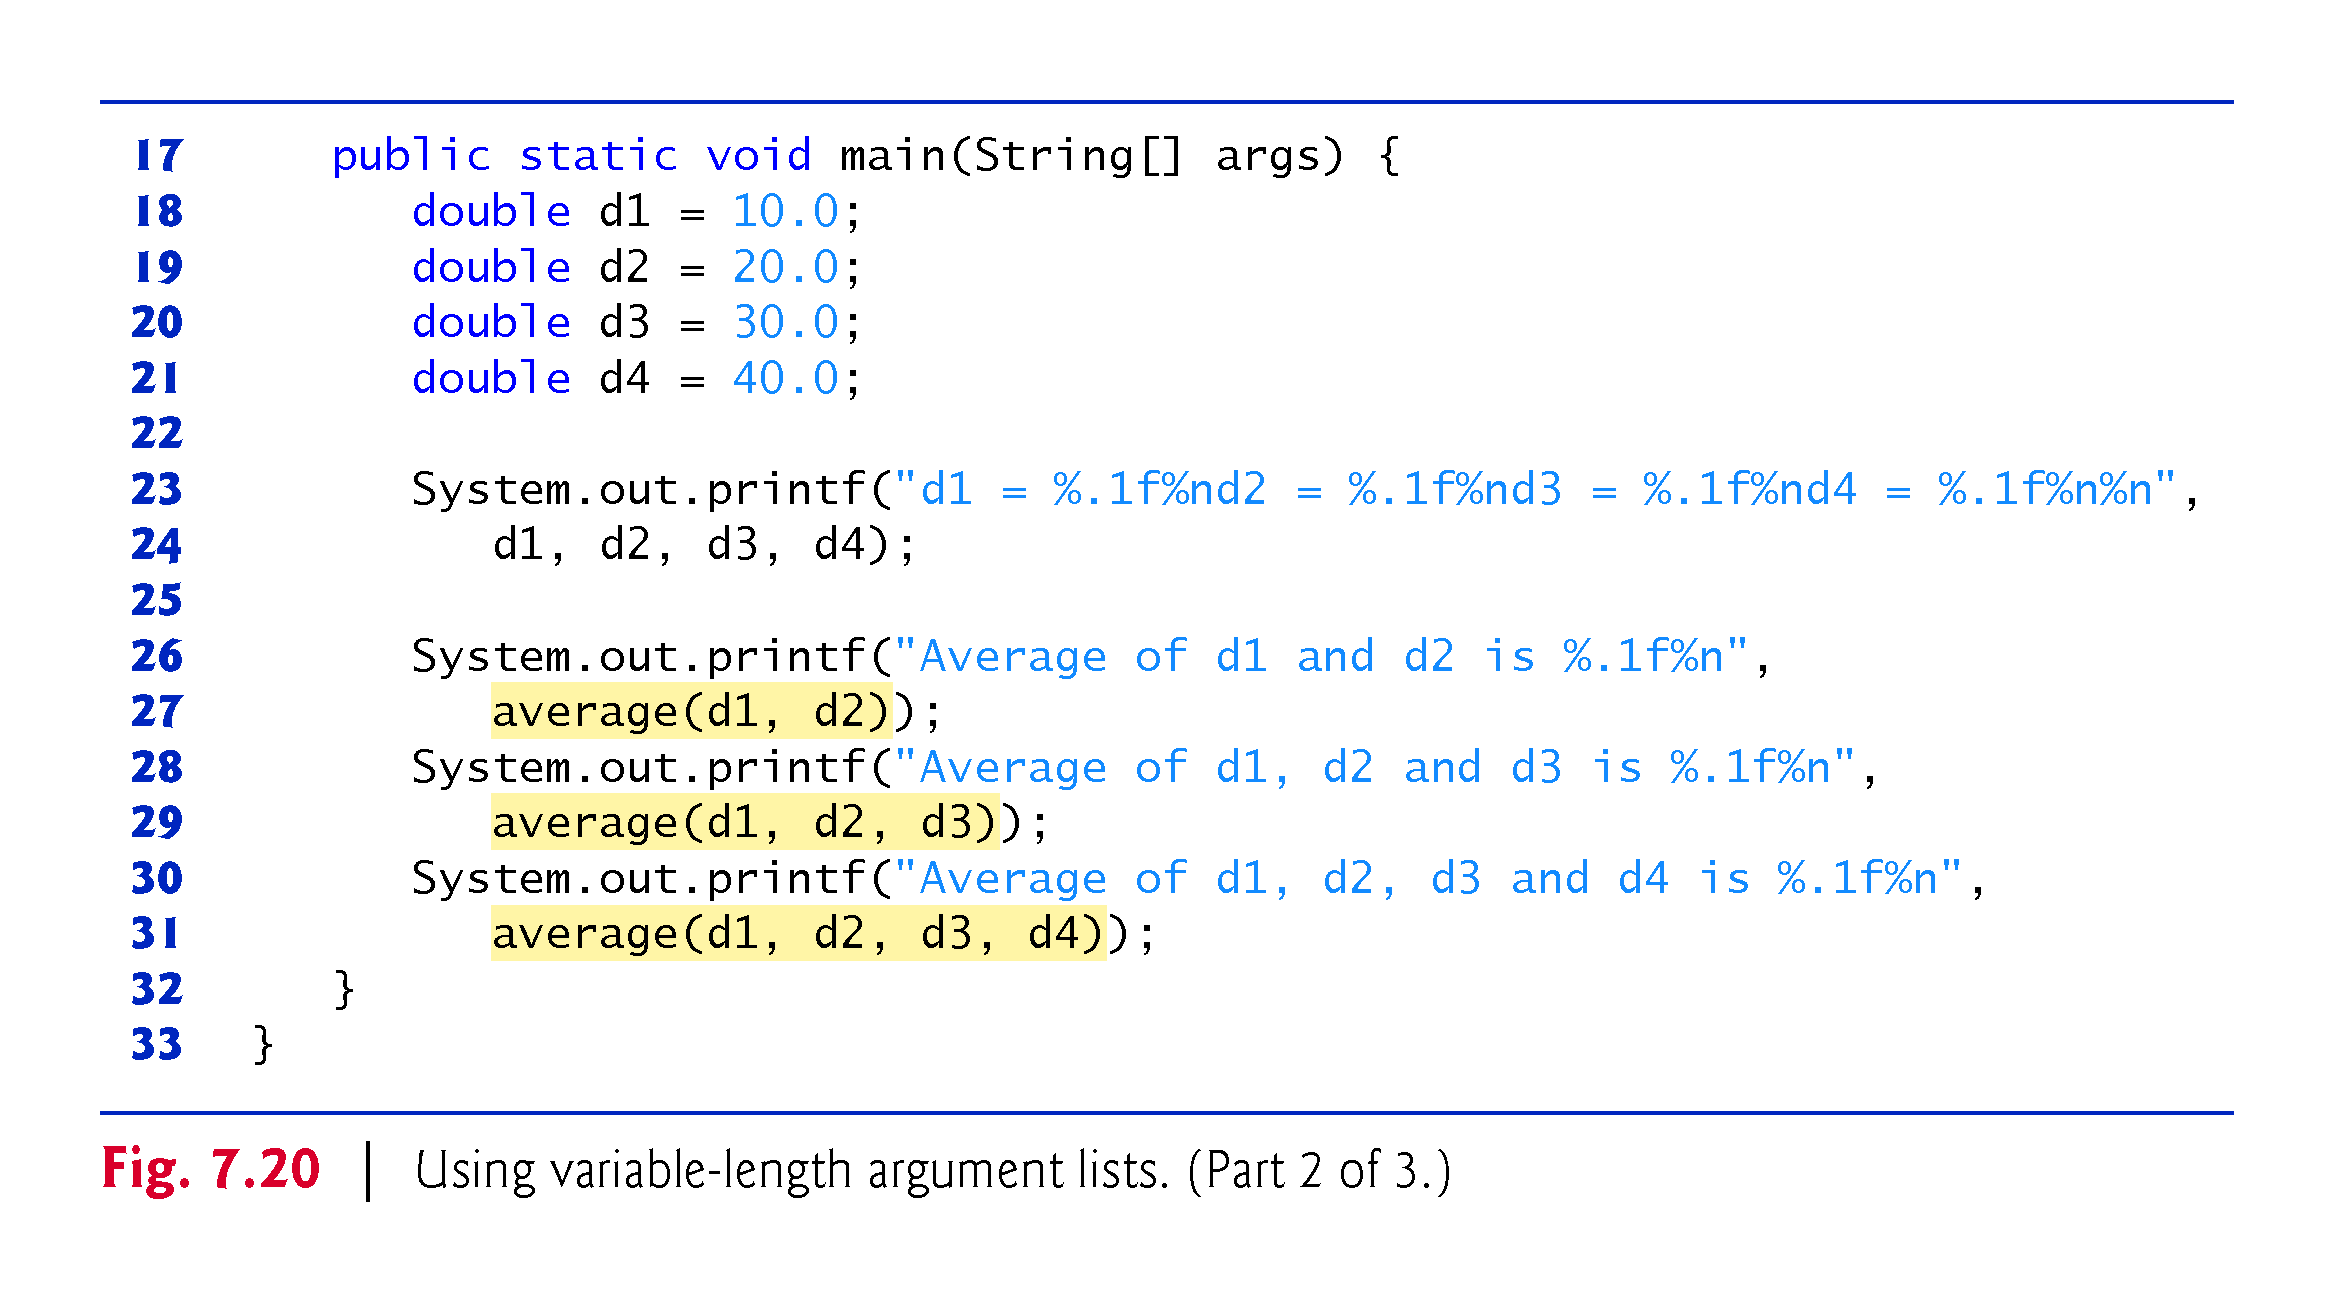 17 public static void main(String[] args) {
18 double d1 = 10.0;
19 double d2 = 20.0;
20 double d3 = 30.0;
21 double d4 = 40.0;
22
23 System.out.printf("d1 = %.1f%nd2 = %.1f%nd3 = %.1f%nd4 = %.1f%n%n",
24 d1, d2, d3, d4);
25
26 System.out.printf("Average of d1 and d2 is %.1f%n",
27 average(d1, d2));
28 System.out.printf("Average of d1, d2 and d3 is %.1f%n",
29 average(d1, d2, d3));
30 System.out.printf("Average of d1, d2, d3 and d4 is %.1f%n",
31 average(d1, d2, d3, d4));
32 }
33 }
Fig. 7.20 | Using variable-length argument lists. (Part 2 of 3.)